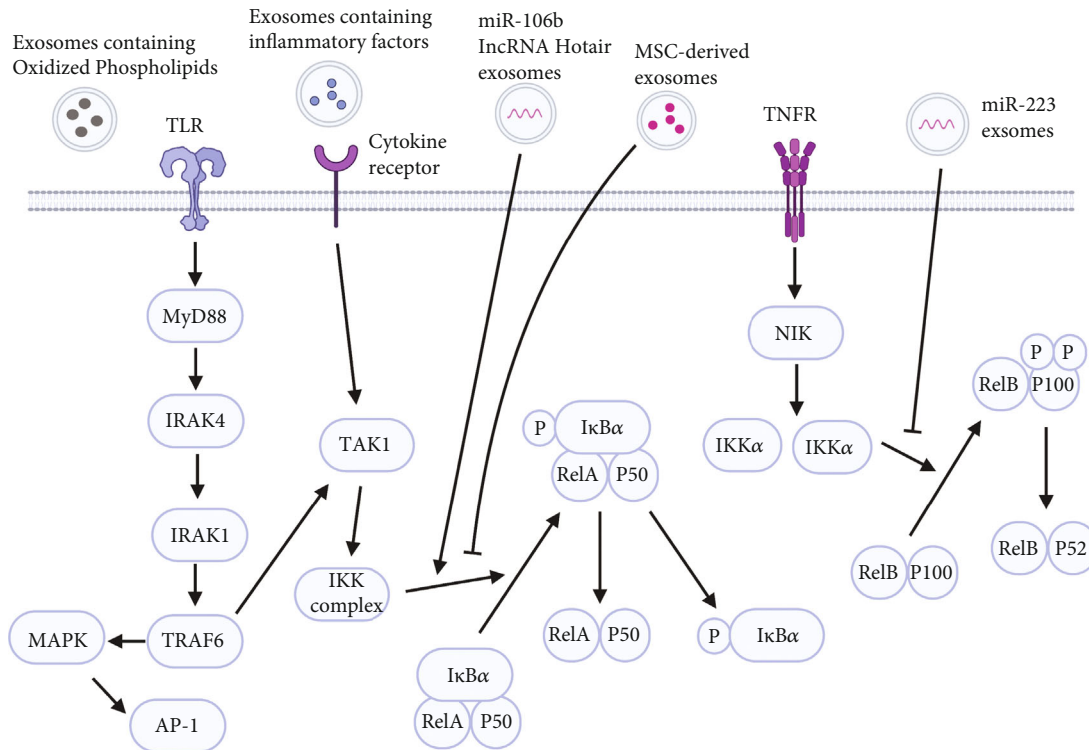 Exosomes containing
Oxidized Phospholipids
Exosomes containing
inflammatory factors
miR-106b
IncRNA Hotair
exosomes
MSC-derived
exosomes
miR-223
exsomes
TLR
Cytokine
receptor
TNFR
MyD88
IRAK4
IRAK1
TRAF6
MAPK
AP-1
TAK1
IKK
complex
P
IκBα
RelA
P50
IκBα
RelA
P50
RelA
P50
P
IκBα
NIK
IKKα
IKKα
P
P
RelB
P100
RelB
P100
RelB
P52